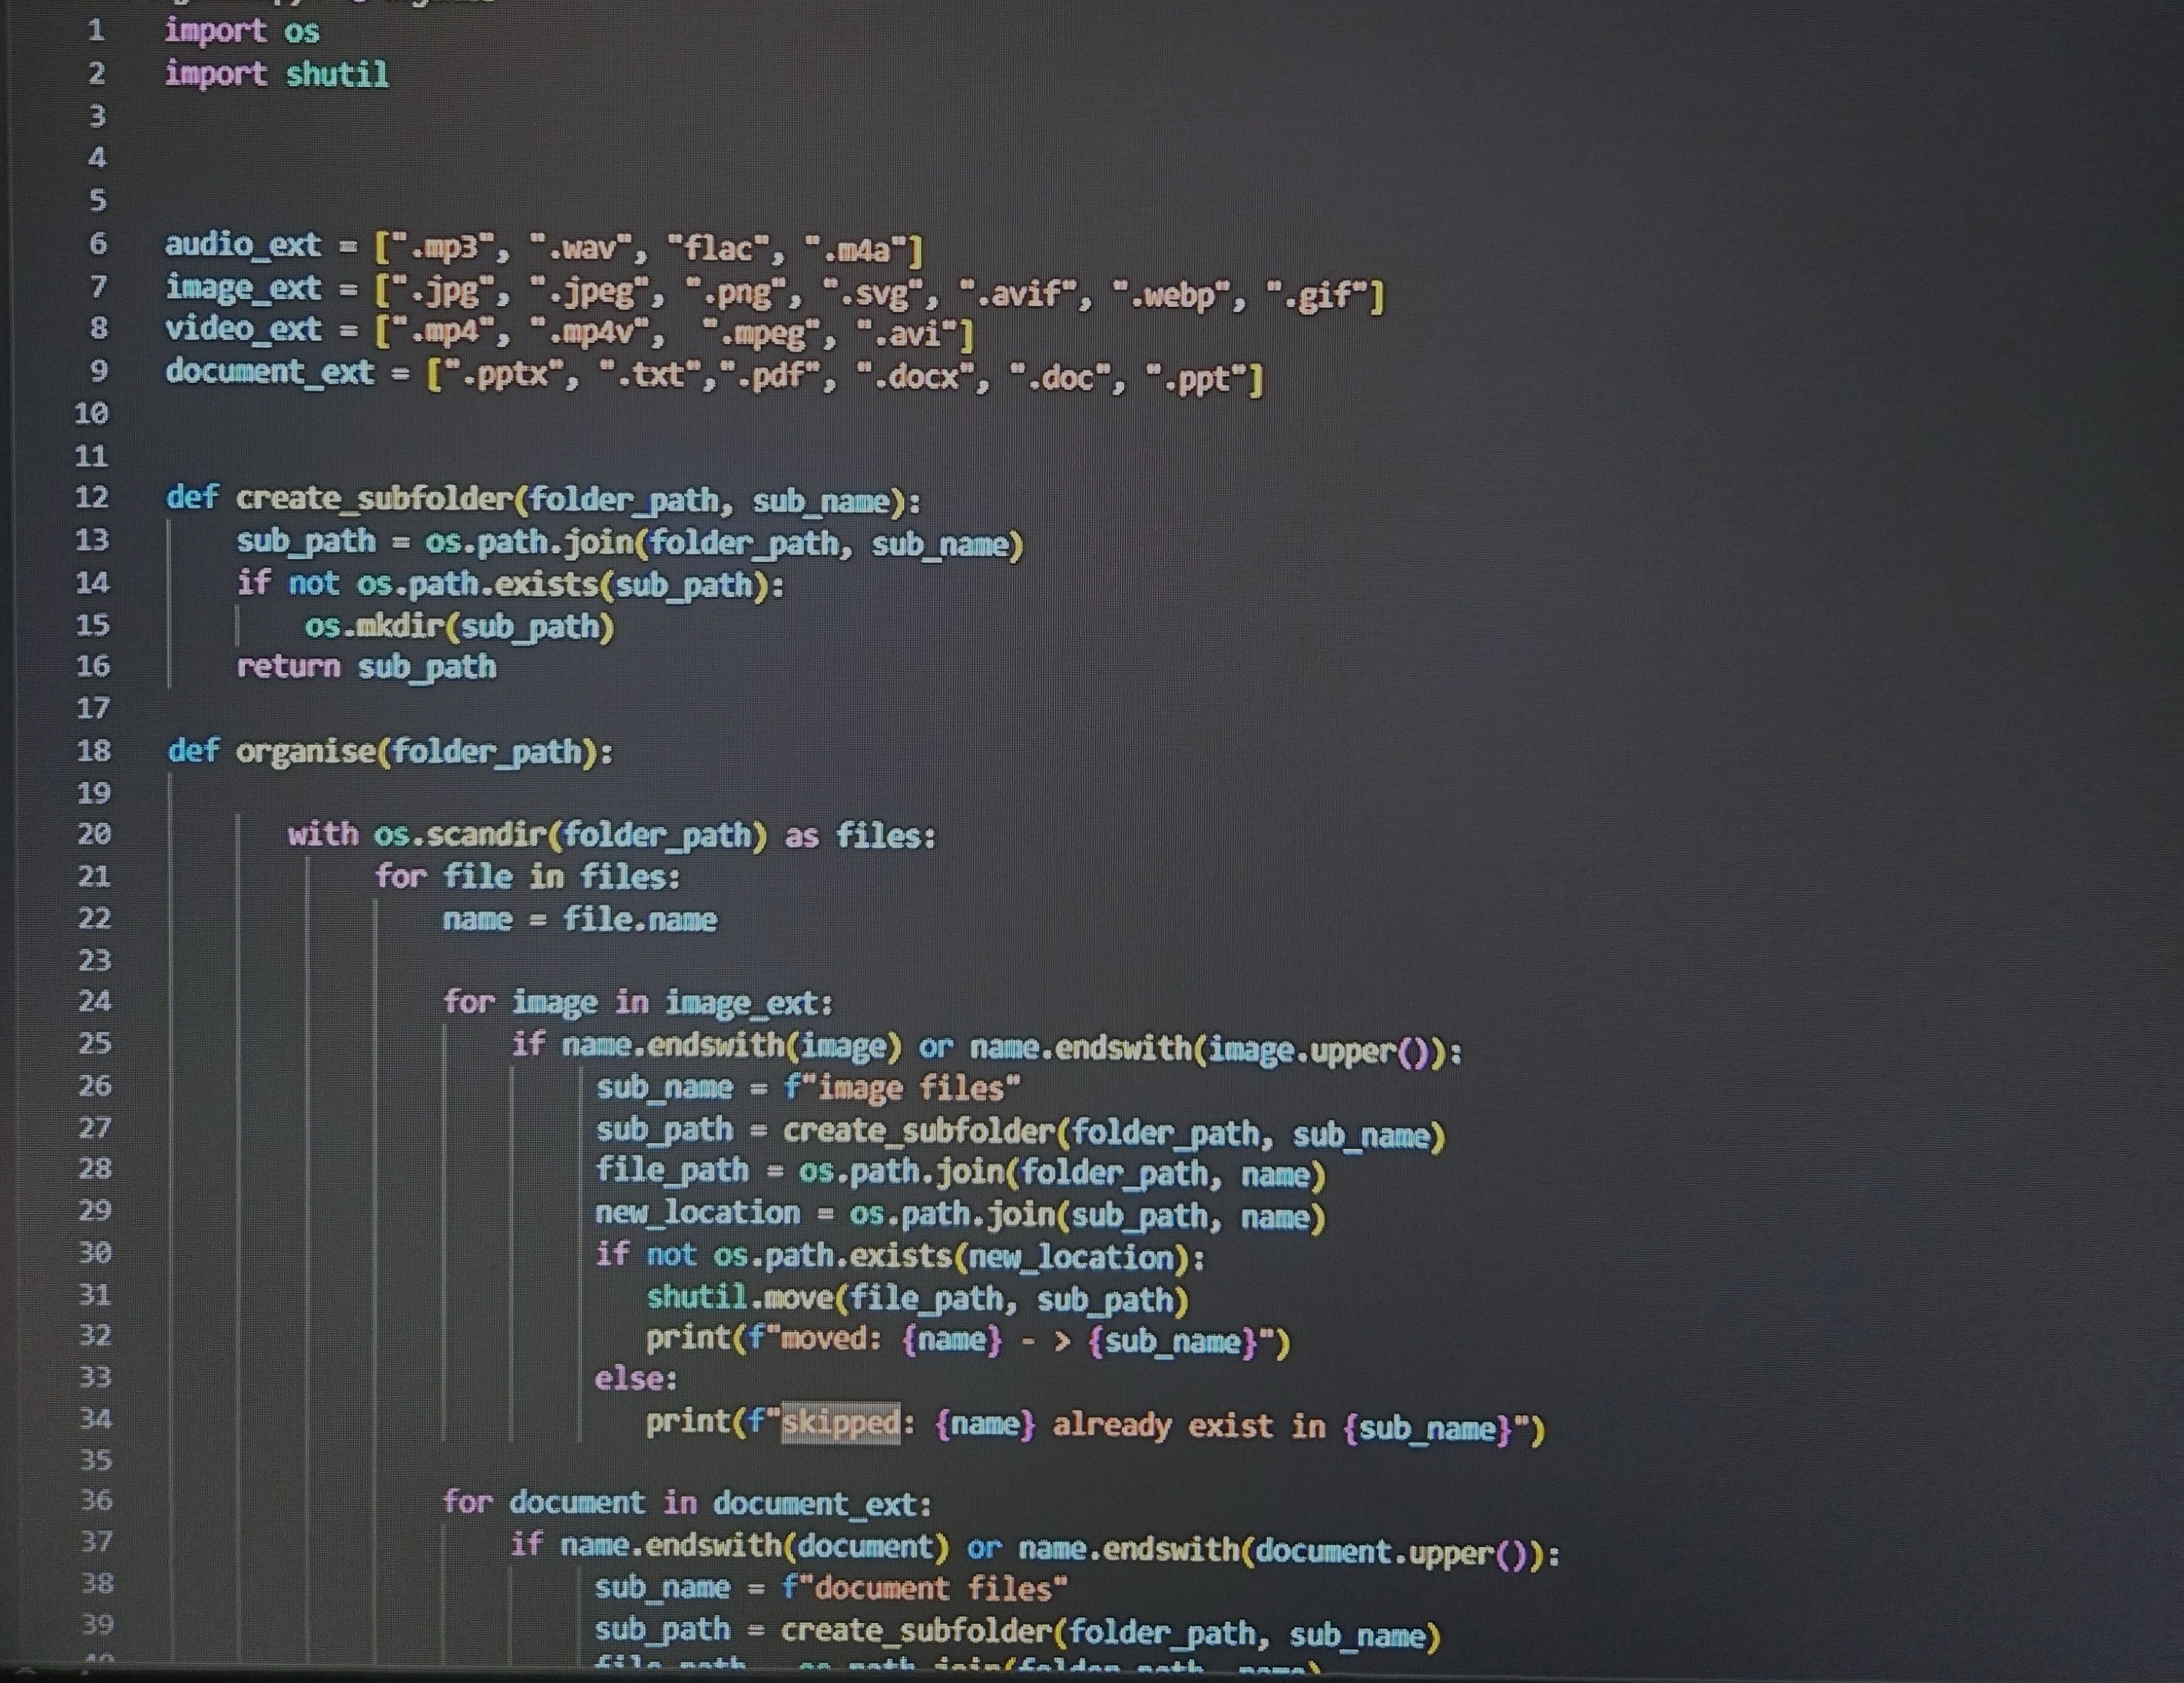 1 import os
2 import shutil
3
4
5
6 audio_ext = [".mp3", ".wav", "flac", ".m4a"]
7 image_ext = [".jpg", ".jpeg", ".png", ".svg", ".avif", ".webp", ".gif"]
8 video_ext = [".mp4", ".mp4v",  ".mpeg", ".avi"]
9 document_ext = [".pptx", ".txt",".pdf", ".docx", ".doc", ".ppt"]
10
11
12 def create_subfolder(folder_path, sub_name):
13     sub_path = os.path.join(folder_path, sub_name)
14     if not os.path.exists(sub_path):
15         os.mkdir(sub_path)
16     return sub_path
17
18 def organise(folder_path):
19
20        with os.scandir(folder_path) as files:
21             for file in files:
22                 name = file.name
23
24                 for image in image_ext:
25                     if name.endswith(image) or name.endswith(image.upper()):
26                          sub_name = f"image files"
27                          sub_path = create_subfolder(folder_path, sub_name)
28                          file_path = os.path.join(folder_path, name)
29                          new_location = os.path.join(sub_path, name)
30                          if not os.path.exists(new_location):
31                             shutil.move(file_path, sub_path)
32                             print(f"moved: {name} - > {sub_name}")
33                          else:
34                             print(f"skipped: {name} already exist in {sub_name}")
35
36                 for document in document_ext:
37                     if name.endswith(document) or name.endswith(document.upper()):
38                          sub_name = f"document files"
39                          sub_path = create_subfolder(folder_path, sub_name)